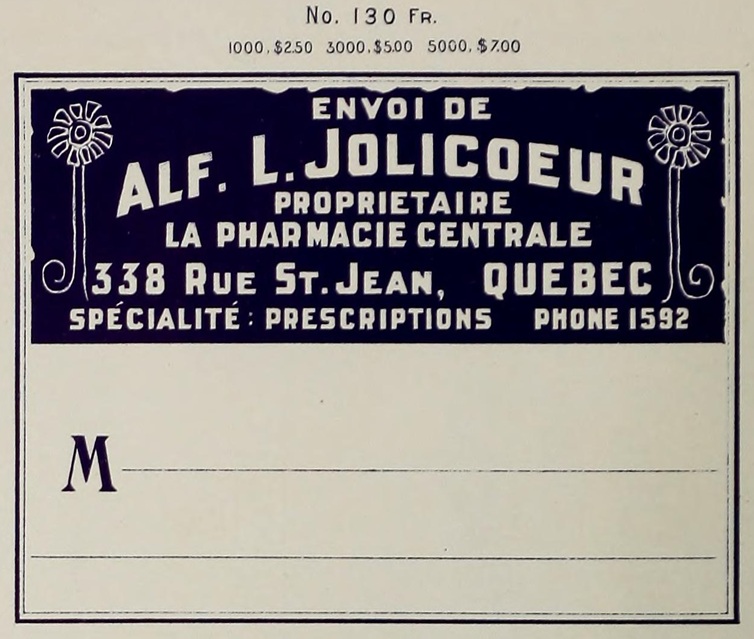 No. 130 Fr.
1000, $2.50 3000, $5.00 5000, $7.00
ENVOI DE
ALF. L. JOLICOEUR
PROPRIETAIRE
LA PHARMACIE CENTRALE
338 RUE ST. JEAN, QUEBEC
SPÉCIALITÉ: PRESCRIPTIONS PHONE 1592
M